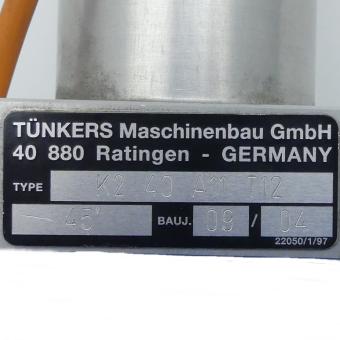 TÜNKERS Maschinenbau GmbH
40 880 Ratingen - GERMANY
TYPE K2 40 A11 T12
45° BAUJ. 09 / 04
22050/1/97